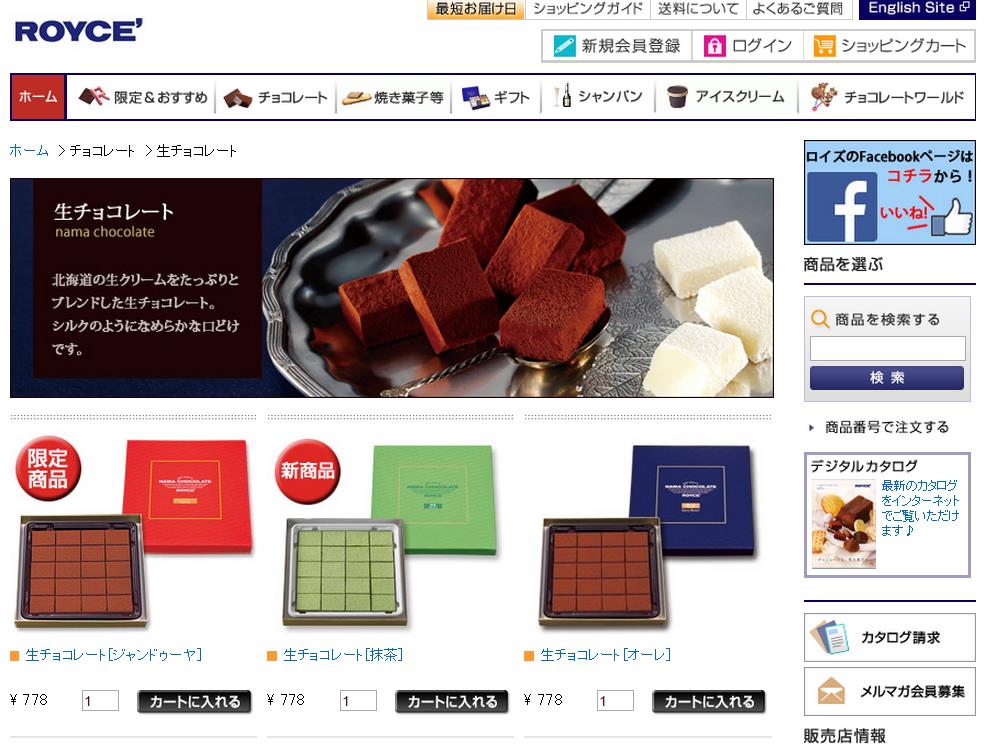 最短お届け日
ショッピングガイド
送料について
よくあるご質問
English Site
ROYCE'
新規会員登録
ログイン
ショッピングカート
ホーム
限定&おすすめ
チョコレート
焼き菓子等
ギフト
シャンパン
アイスクリーム
チョコレートワールド
ホーム > チョコレート > 生チョコレート
生チョコレート
nama chocolate
北海道の生クリームをたっぷりと
ブレンドした生チョコレート。
シルクのようになめらかな口どけ
です。
ロイズのFacebookページは
コチラから！
いいね!
商品を選ぶ
商品を検索する
検 索
商品番号で注文する
デジタルカタログ
ROYCE'
最新のカタログ
をインターネット
でご覧いただけ
ます♪
カタログ請求
メルマガ会員募集
販売店情報
限定
商品
NAMA CHOCOLATE
ROYCE'
生チョコレート[ジャンドゥーヤ]
¥ 778
1
カートに入れる
新商品
NAMA CHOCOLATE
ROYCE'
生チョコレート[抹茶]
¥ 778
1
カートに入れる
NAMA CHOCOLATE
ROYCE'
生チョコレート[オーレ]
¥ 778
1
カートに入れる